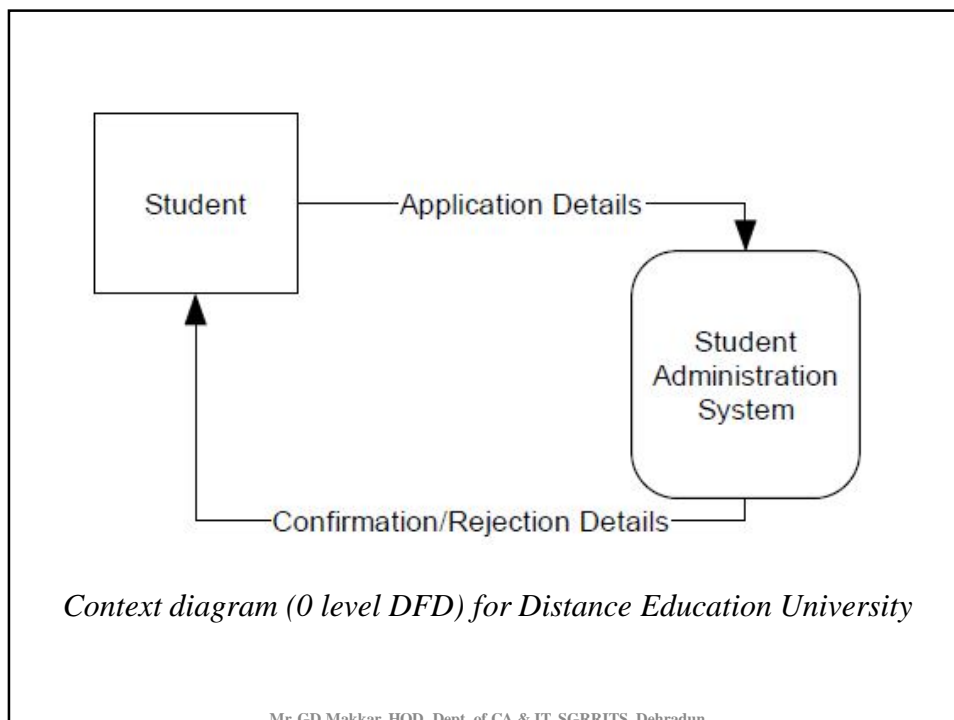 Student
Application Details
Student
Administration
System
Confirmation/Rejection Details
Context diagram (0 level DFD) for Distance Education University
Mr. GD Makkar, HOD, Dept. of CA & IT, SGRRITS, Dehradun